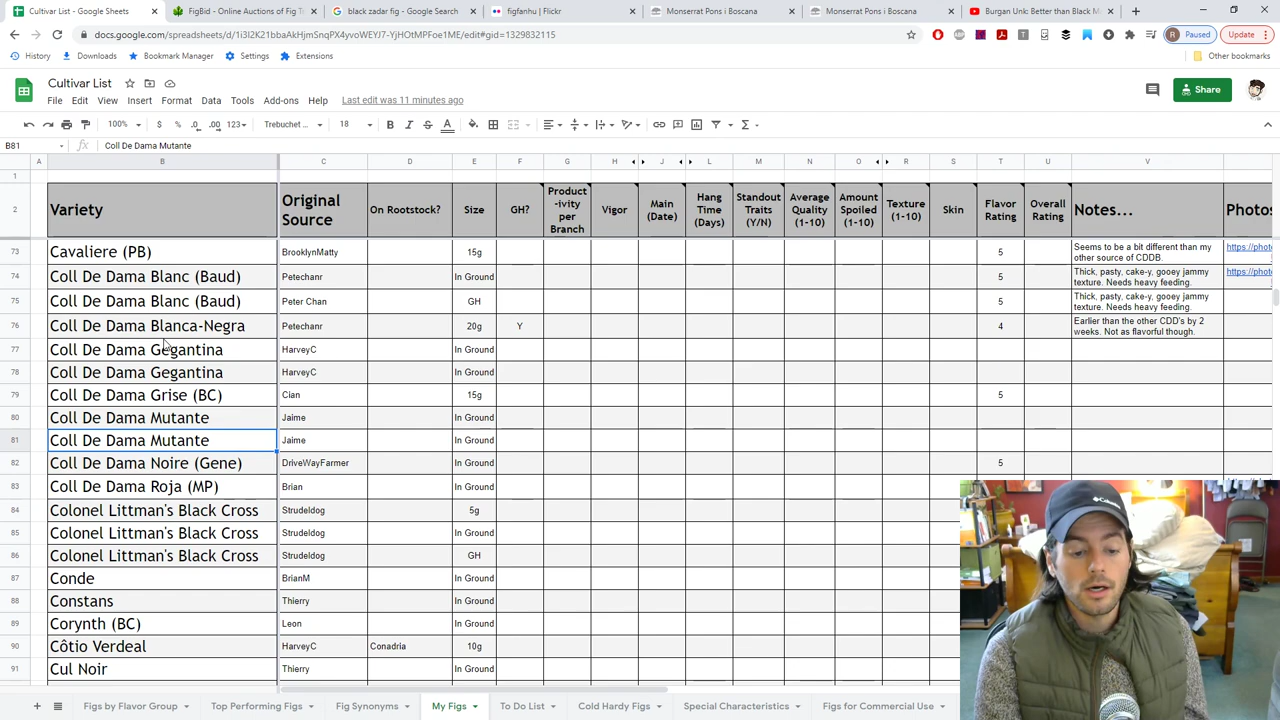 Cultivar List - Google Sheets
FigBid - Online Auctions of Fig T
black zadar fig - Google Search
figfanhu | Flickr
Monserrat Pons i Boscana
Monserrat Pons i Boscana
Burgan Unk: Better than Black M
docs.google.com/spreadsheets/d/1i3I2K21bbaAkHjmSnqPX4yvoWEYJ7-YjHOtMPFoe1ME/edit#gid=1329832115
R Paused
Update
History
Downloads
Bookmark Manager
Settings
Extensions
Other bookmarks
Cultivar List
File Edit View Insert Format Data Tools Add-ons Help Last edit was 11 minutes ago
Share
100% $ % .0 .00 123 Trebuchet ... 18 B I S A
B81 fx Coll De Dama Mutante
A B C D E F G H J L M N O R S T U V
1
2 Variety Original Source On Rootstock? Size GH? Product-ivity per Branch Vigor Main (Date) Hang Time (Days) Standout Traits (Y/N) Average Quality (1-10) Amount Spoiled (1-10) Texture (1-10) Skin Flavor Rating Overall Rating Notes... Photos
73 Cavaliere (PB) BrooklynMatty 15g 5 Seems to be a bit different than my other source of CDDB. https://phot
74 Coll De Dama Blanc (Baud) Petechanr In Ground 5 Thick, pasty, cake-y, gooey jammy texture. Needs heavy feeding. https://phot
75 Coll De Dama Blanc (Baud) Peter Chan GH 5 Thick, pasty, cake-y, gooey jammy texture. Needs heavy feeding.
76 Coll De Dama Blanca-Negra Petechanr 20g Y 4 Earlier than the other CDD's by 2 weeks. Not as flavorful though.
77 Coll De Dama Gegantina HarveyC In Ground
78 Coll De Dama Gegantina HarveyC In Ground
79 Coll De Dama Grise (BC) Cian 15g 5
80 Coll De Dama Mutante Jaime In Ground
81 Coll De Dama Mutante Jaime In Ground
82 Coll De Dama Noire (Gene) DriveWayFarmer In Ground 5
83 Coll De Dama Roja (MP) Brian In Ground
84 Colonel Littman's Black Cross Strudeldog 5g
85 Colonel Littman's Black Cross Strudeldog In Ground
86 Colonel Littman's Black Cross Strudeldog GH
87 Conde BrianM In Ground
88 Constans Thierry In Ground
89 Corynth (BC) Leon In Ground
90 Côtio Verdeal HarveyC Conadria 10g
91 Cul Noir Thierry In Ground
Figs by Flavor Group
Top Performing Figs
Fig Synonyms
My Figs
To Do List
Cold Hardy Figs
Special Characteristics
Figs for Commercial Use
Columbia